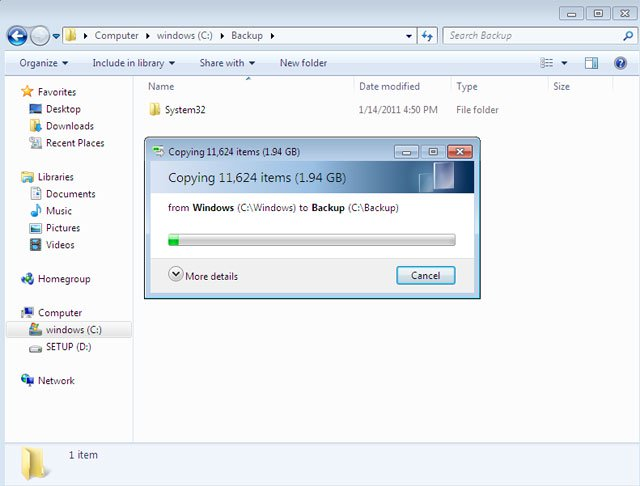 Computer windows (C:) Backup
Search Backup
Organize Include in library Share with New folder
Name Date modified Type Size
System32 1/14/2011 4:50 PM File folder
Favorites
Desktop
Downloads
Recent Places
Libraries
Documents
Music
Pictures
Videos
Homegroup
Computer
windows (C:)
SETUP (D:)
Network
Copying 11,624 items (1.94 GB)
Copying 11,624 items (1.94 GB)
from Windows (C:\Windows) to Backup (C:\Backup)
More details
Cancel
1 item